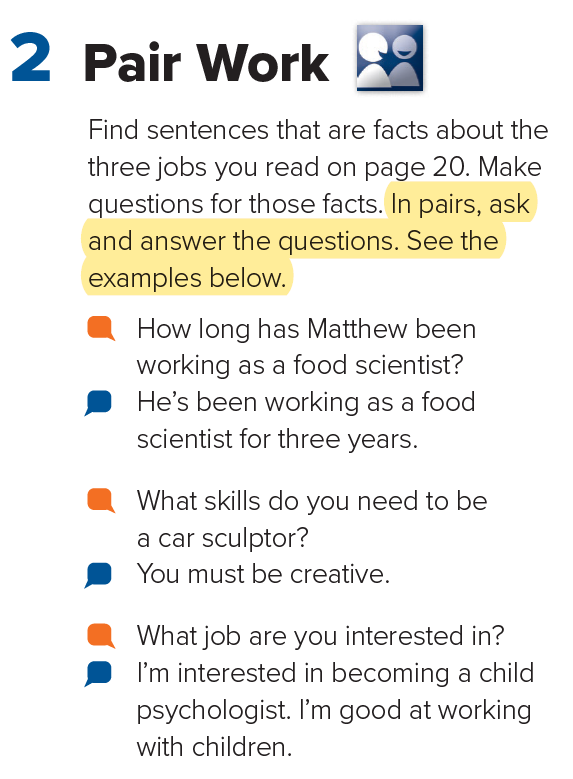 2 Pair Work
Find sentences that are facts about the
three jobs you read on page 20. Make
questions for those facts. In pairs, ask
and answer the questions. See the
examples below.
How long has Matthew been
working as a food scientist?
He’s been working as a food
scientist for three years.
What skills do you need to be
a car sculptor?
You must be creative.
What job are you interested in?
I’m interested in becoming a child
psychologist. I’m good at working
with children.